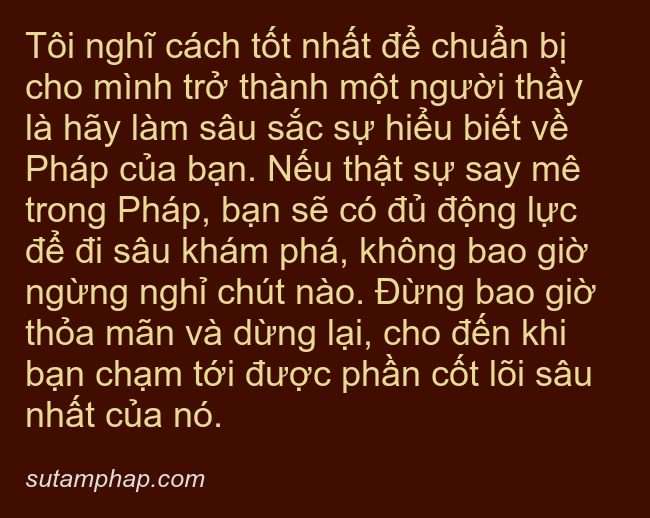 Tôi nghĩ cách tốt nhất để chuẩn bị
cho mình trở thành một người thầy
là hãy làm sâu sắc sự hiểu biết về
Pháp của bạn. Nếu thật sự say mê
trong Pháp, bạn sẽ có đủ động lực
để đi sâu khám phá, không bao giờ
ngừng nghỉ chút nào. Đừng bao giờ
thỏa mãn và dừng lại, cho đến khi
bạn chạm tới được phần cốt lõi sâu
nhất của nó.
sutamphap.com